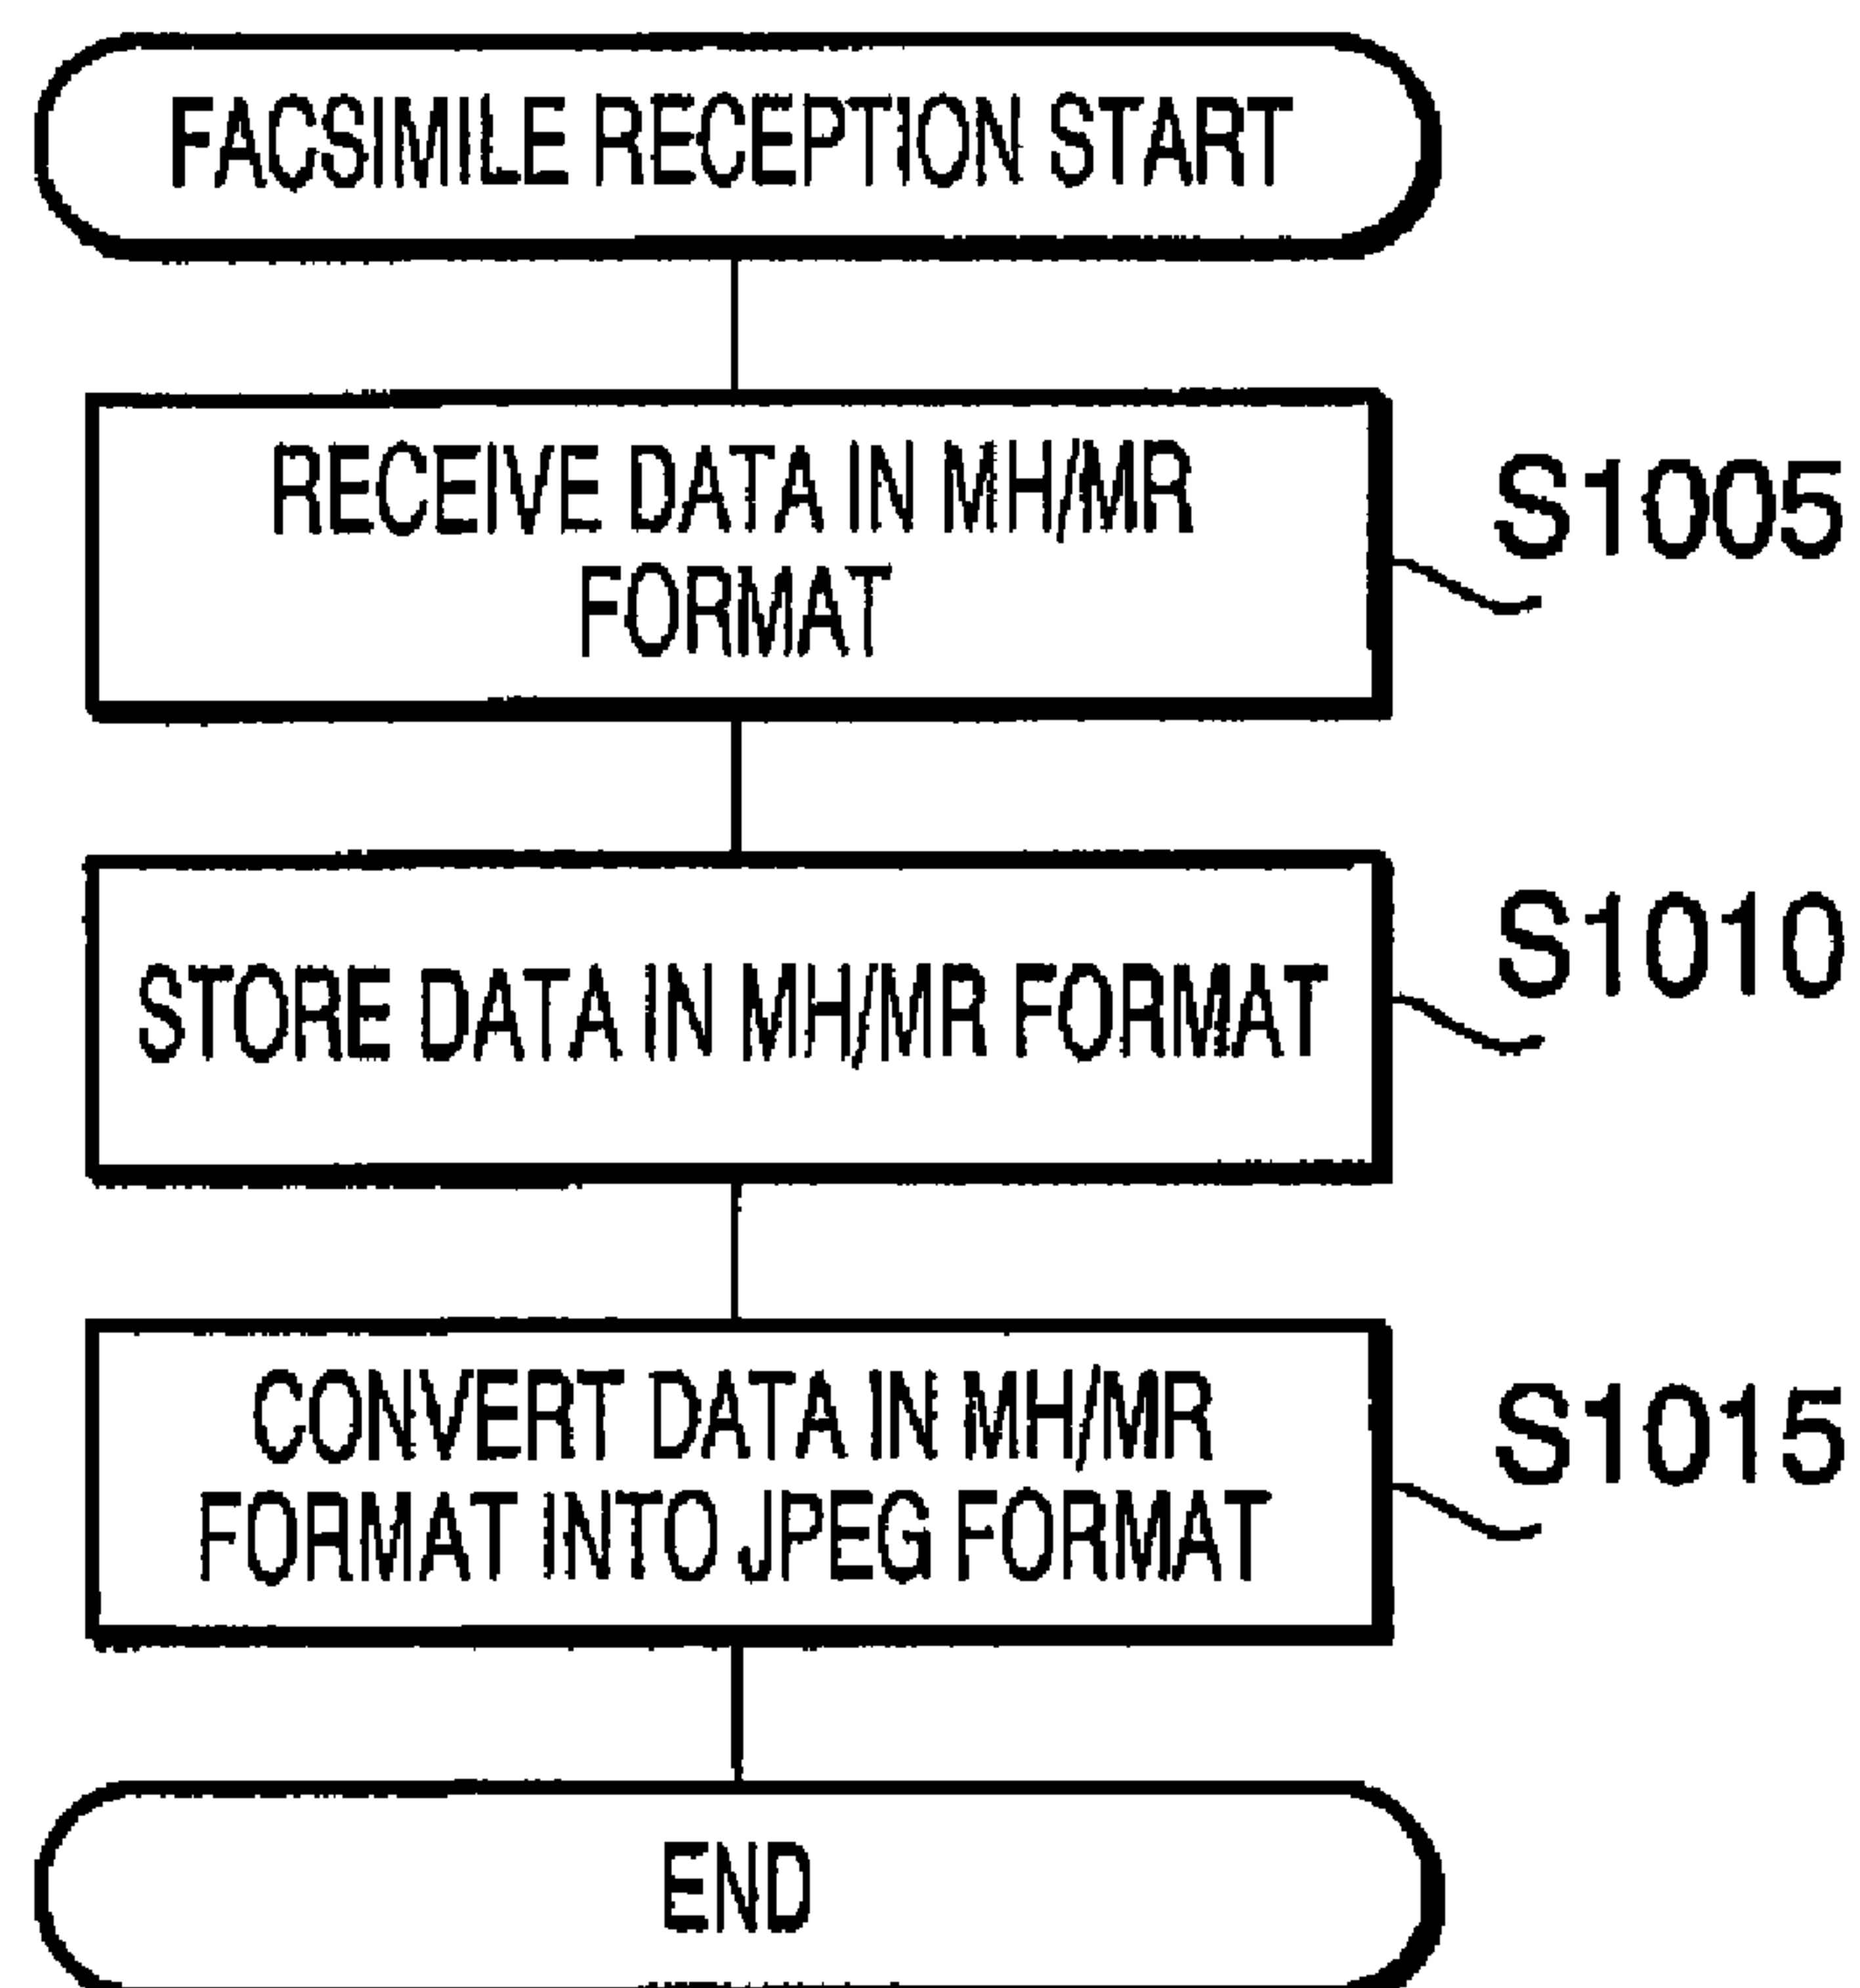 FACSIMILE RECEPTION START
RECEIVE DATA IN MH/MR
FORMAT
S1005
STORE DATA IN MH/MR FORMAT
S1010
CONVERT DATA IN MH/MR
FORMAT INTO JPEG FORMAT
S1015
END